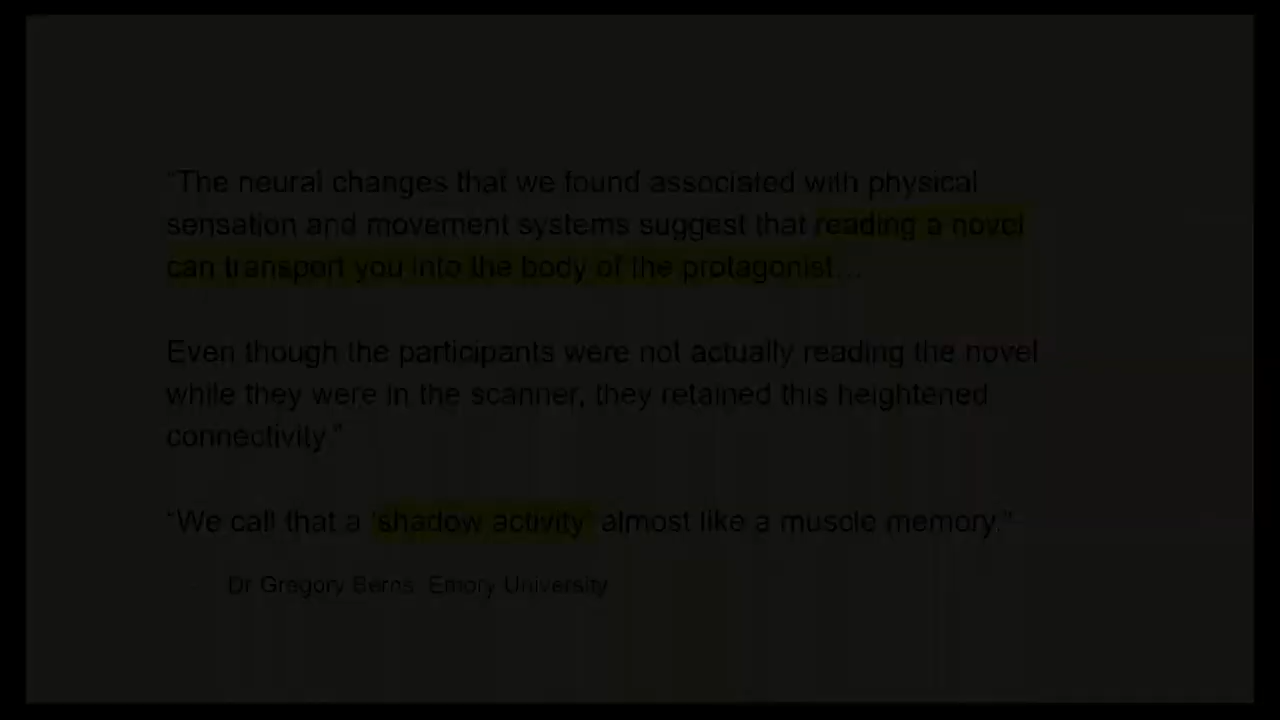 “The neural changes that we found associated with physical
sensation and movement systems suggest that reading a novel
can transport you into the body of the protagonist…
Even though the participants were not actually reading the novel
while they were in the scanner, they retained this heightened
connectivity.”
“We call that a ‘shadow activity’ almost like a muscle memory.”
- Dr Gregory Berns, Emory University